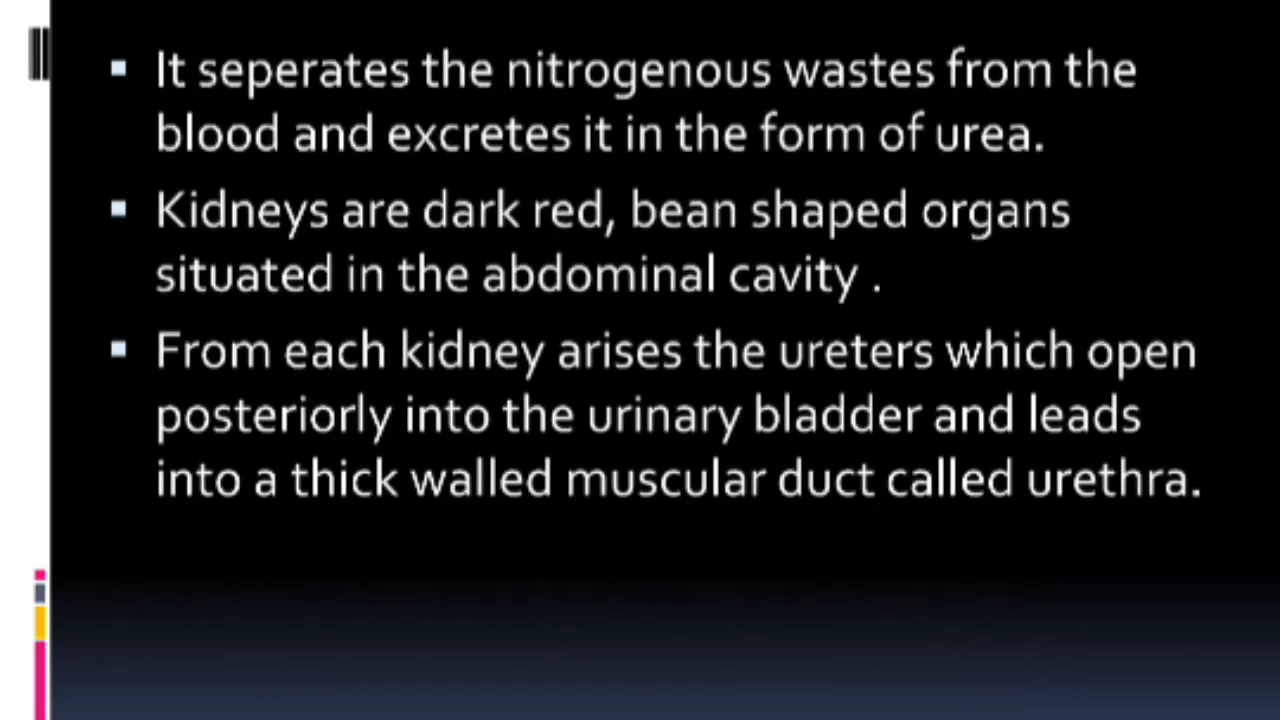 ▪ It seperates the nitrogenous wastes from the
blood and excretes it in the form of urea.
▪ Kidneys are dark red, bean shaped organs
situated in the abdominal cavity .
▪ From each kidney arises the ureters which open
posteriorly into the urinary bladder and leads
into a thick walled muscular duct called urethra.